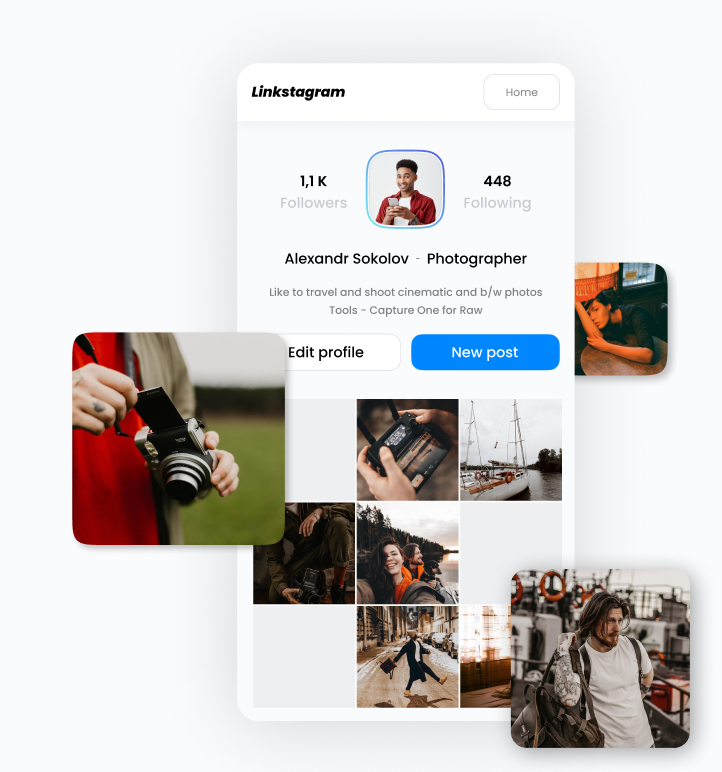 Linkstagram
Home
1,1 K
448
Followers
Following
Alexandr Sokolov - Photographer
Like to travel and shoot cinematic and b/w photos
Tools - Capture One for Raw
Edit profile
New post